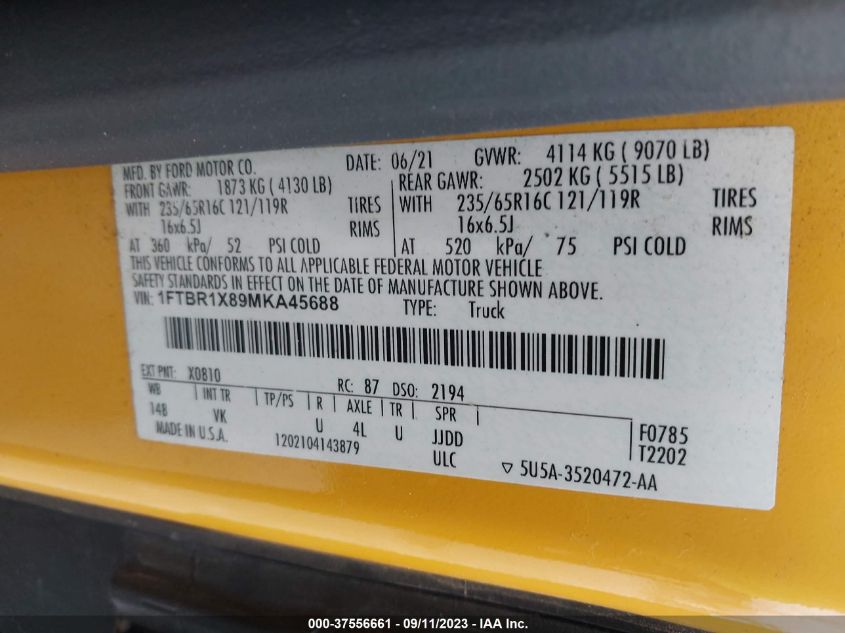 MFD. BY FORD MOTOR CO. DATE: 06/21 GVWR: 4114 KG ( 9070 LB)
FRONT GAWR: 1873 KG ( 4130 LB) REAR GAWR: 2502 KG ( 5515 LB)
WITH 235/65R16C 121/119R TIRES WITH 235/65R16C 121/119R TIRES
16x6.5J RIMS 16x6.5J RIMS
AT 360 kPa/ 52 PSI COLD AT 520 kPa/ 75 PSI COLD
THIS VEHICLE CONFORMS TO ALL APPLICABLE FEDERAL MOTOR VEHICLE
SAFETY STANDARDS IN EFFECT ON THE DATE OF MANUFACTURE SHOWN ABOVE.
VIN: 1FTBR1X89MKA45688 TYPE: Truck
EXT PNT: X0810 RC: 87 DSO: 2194
WB INT TR TP/PS R AXLE TR SPR
148 VK U 4L U JJDD F0785
MADE IN U.S.A. 1202104143879 ULC T2202
▽ 5U5A-3520472-AA
000-37556661 - 09/11/2023 - IAA Inc.